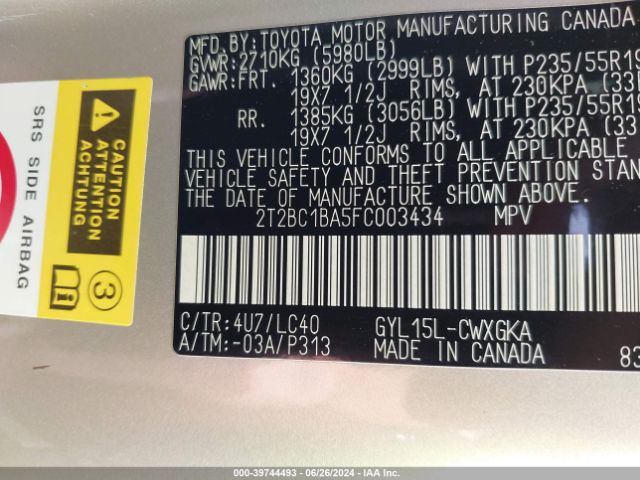 MFD.BY:TOYOTA MOTOR MANUFACTURING CANADA
GVWR:2710KG (5980LB)
GAWR:FRT. 1360KG (2999LB) WITH P235/55R19
19X7 1/2J RIMS, AT 230KPA (33
RR. 1385KG (3056LB) WITH P235/55R19
19X7 1/2J RIMS, AT 230KPA (33
THIS VEHICLE CONFORMS TO ALL APPLICABLE
VEHICLE SAFETY AND THEFT PREVENTION STAN
THE DATE OF MANUFACTURE SHOWN ABOVE.
2T2BC1BA5FC003434 MPV
C/TR:4U7/LC40 GYL15L-CWXGKA
A/TM:-03A/P313 MADE IN CANADA 83
SRS SIDE AIRBAG
CAUTION
ATTENTION
ACHTUNG
3
000-39744493 - 06/26/2024 - IAA Inc.